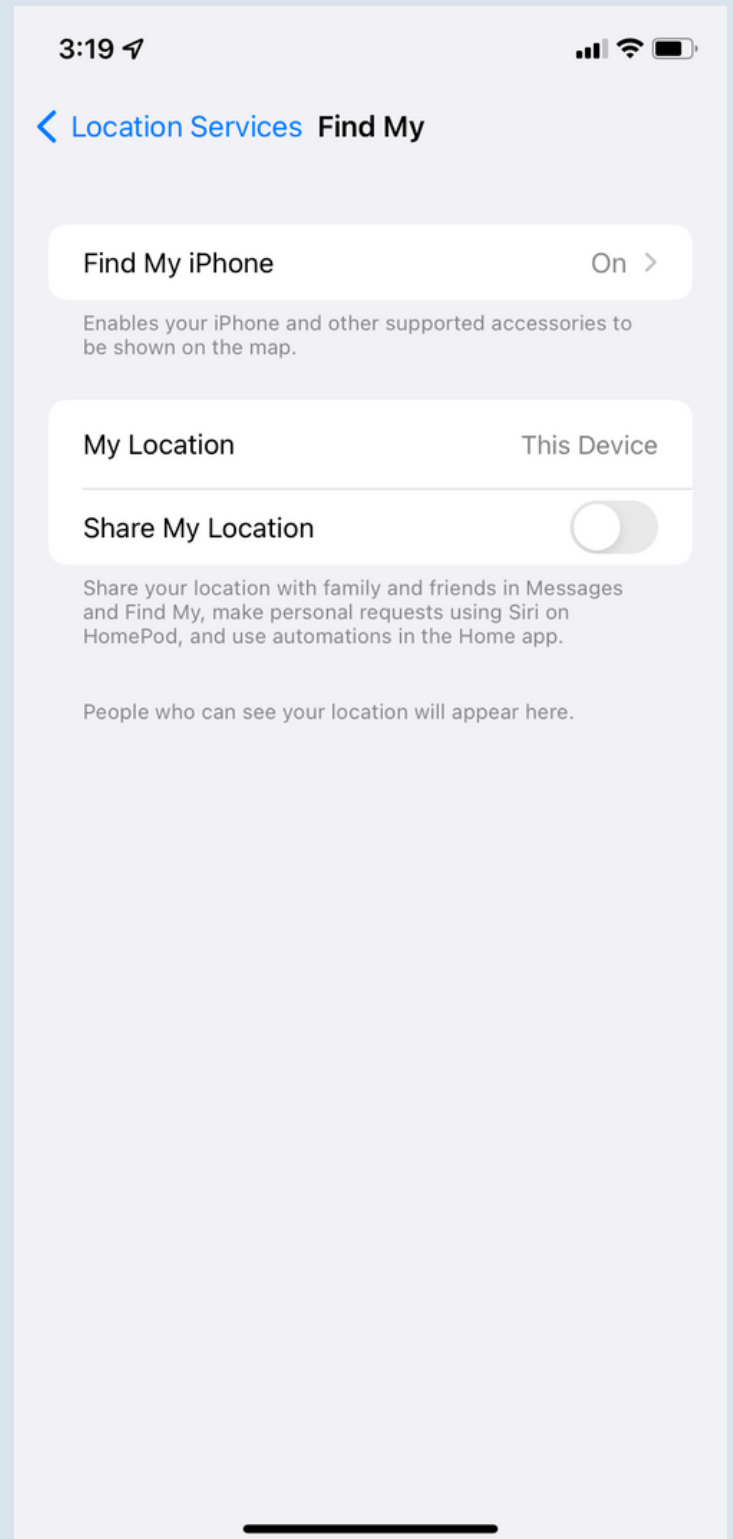 3:19
Location Services Find My
Find My iPhone On
Enables your iPhone and other supported accessories to
be shown on the map.
My Location This Device
Share My Location
Share your location with family and friends in Messages
and Find My, make personal requests using Siri on
HomePod, and use automations in the Home app.
People who can see your location will appear here.